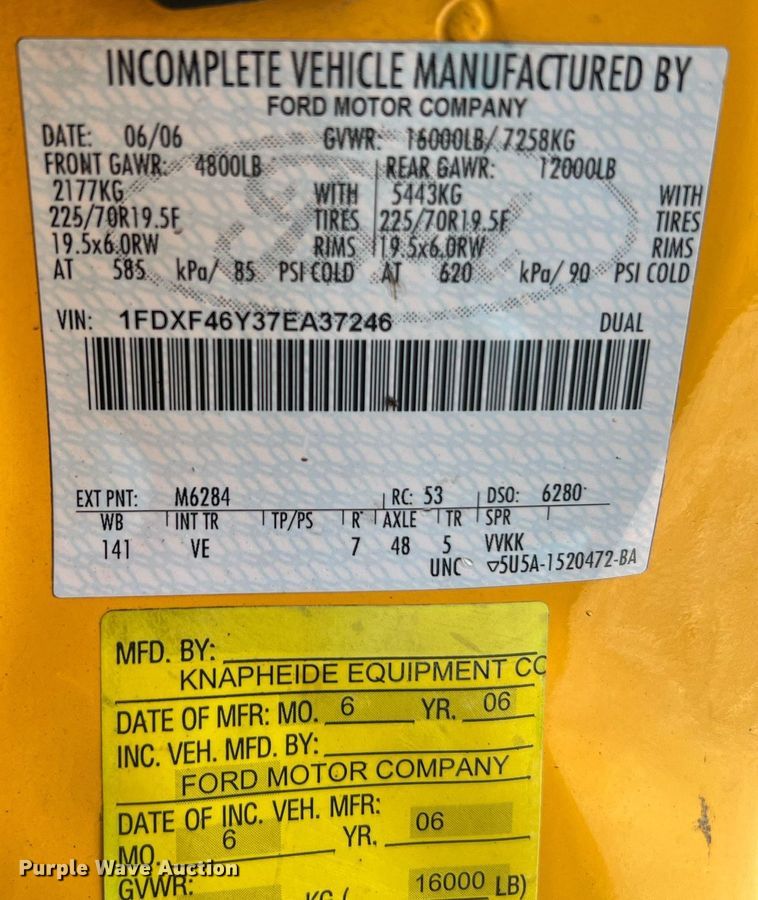 INCOMPLETE VEHICLE MANUFACTURED BY
FORD MOTOR COMPANY
DATE: 06/06 GVWR: 16000LB/ 7258KG
FRONT GAWR: 4800LB REAR GAWR: 12000LB
2177KG WITH 5443KG WITH
225/70R19.5F TIRES 225/70R19.5F TIRES
19.5x6.0RW RIMS 19.5x6.0RW RIMS
AT 585 kPa/ 85 PSI COLD AT 620 kPa/ 90 PSI COLD
VIN: 1FDXF46Y37EA37246 DUAL
EXT PNT: M6284 RC: 53 DSO: 6280
WB INT TR TP/PS R AXLE TR SPR
141 VE 7 48 5 VVKK
UNC ▽5U5A-1520472-BA
MFD. BY:
KNAPHEIDE EQUIPMENT CO
DATE OF MFR: MO. 6 YR. 06
INC. VEH. MFD. BY:
FORD MOTOR COMPANY
DATE OF INC. VEH. MFR:
MO. 6 YR. 06
GVWR: KG ( 16000 LB)
Purple Wave Auction